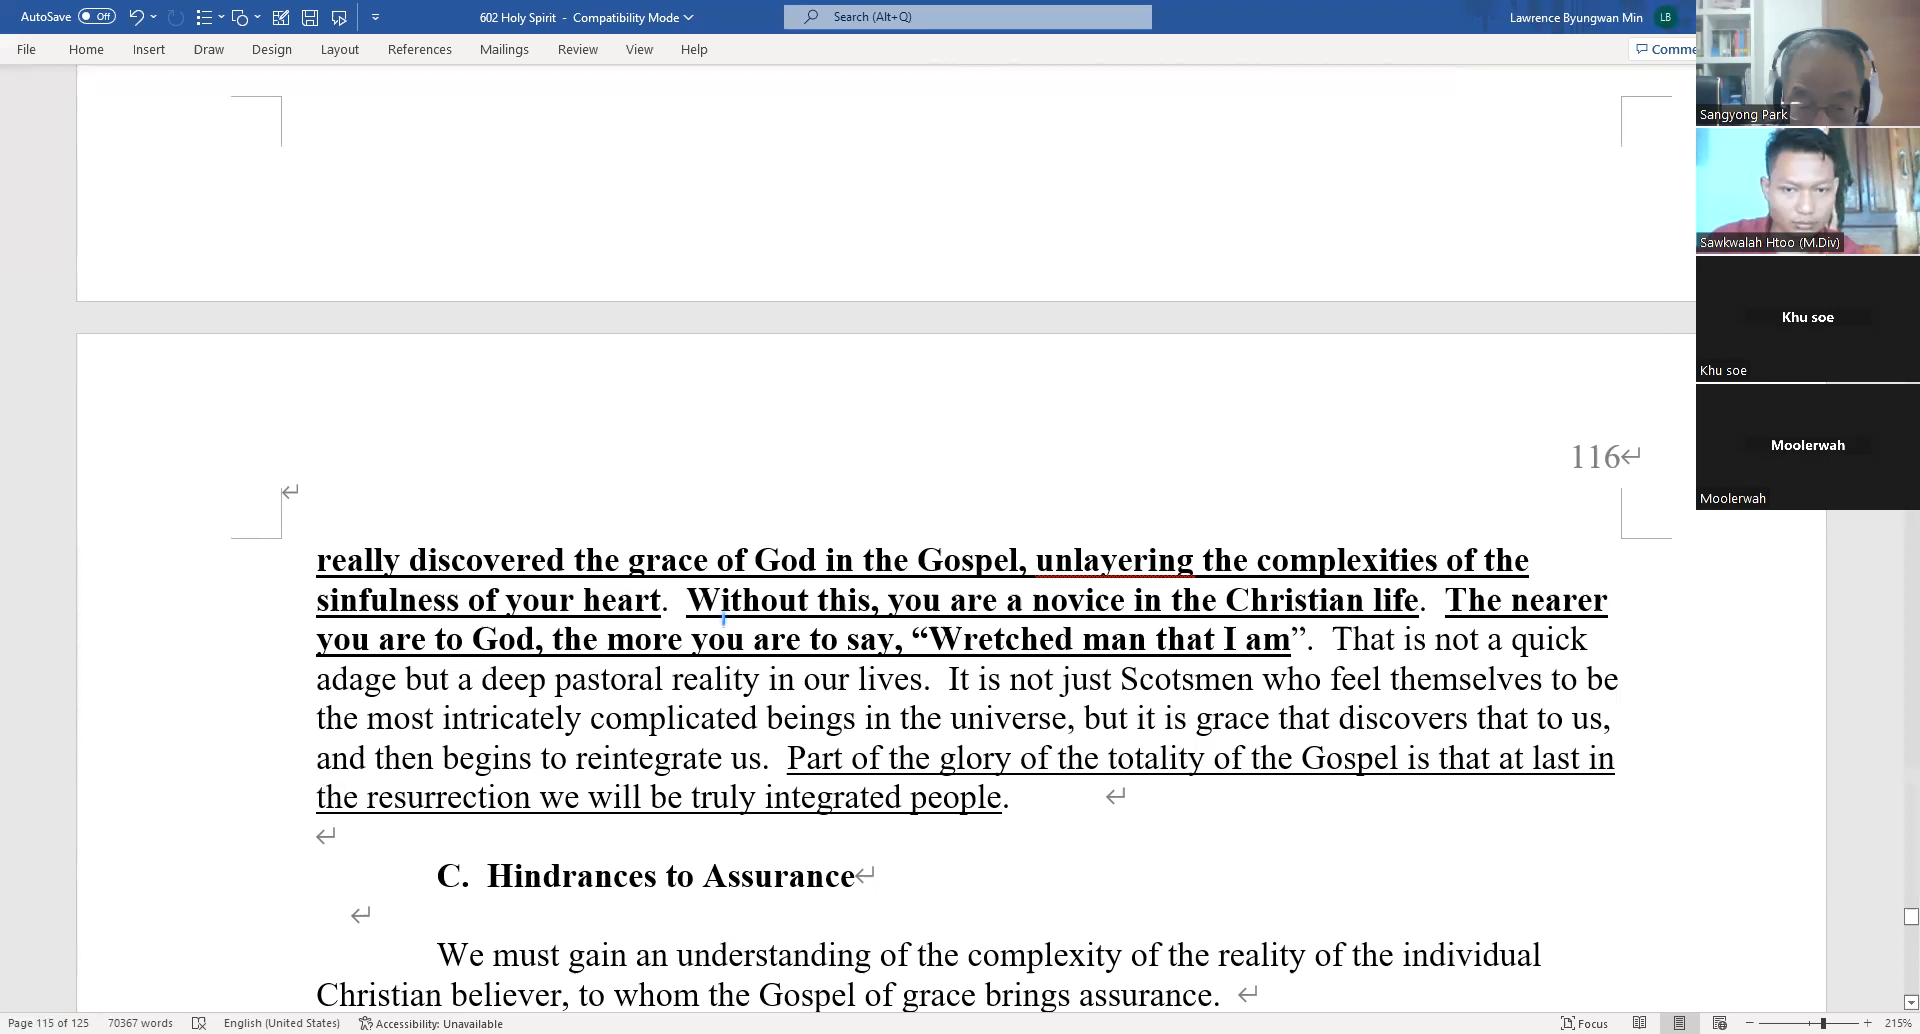 AutoSave Off 602 Holy Spirit - Compatibility Mode Search (Alt+Q) Lawrence Byungwan Min LB
File Home Insert Draw Design Layout References Mailings Review View Help Comme
Sangyong Park
Sawkwalah Htoo (M.Div)
Khu soe
Khu soe
Moolerwah
Moolerwah
116
really discovered the grace of God in the Gospel, unlayering the complexities of the
sinfulness of your heart. Without this, you are a novice in the Christian life. The nearer
you are to God, the more you are to say, “Wretched man that I am”. That is not a quick
adage but a deep pastoral reality in our lives. It is not just Scotsmen who feel themselves to be
the most intricately complicated beings in the universe, but it is grace that discovers that to us,
and then begins to reintegrate us. Part of the glory of the totality of the Gospel is that at last in
the resurrection we will be truly integrated people.
C. Hindrances to Assurance
We must gain an understanding of the complexity of the reality of the individual
Christian believer, to whom the Gospel of grace brings assurance.
Page 115 of 125 70367 words English (United States) Accessibility: Unavailable Focus 215%